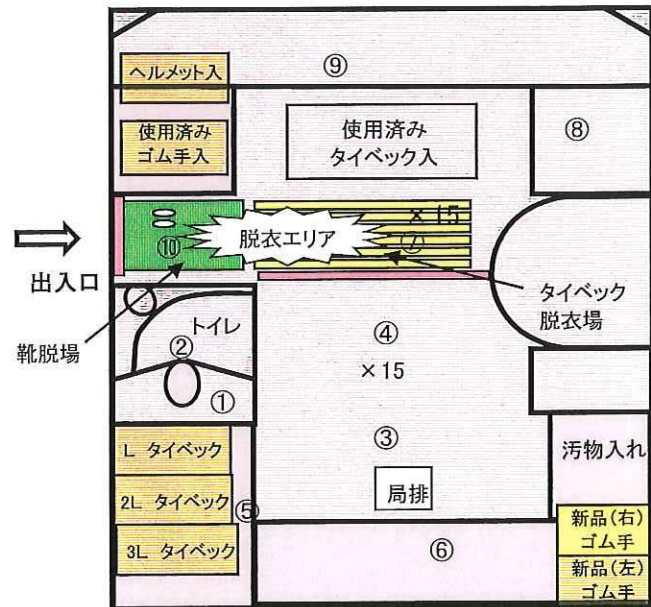 ヘルメット入
⑨
使用済み
ゴム手入
使用済み
タイベック入
⑧
×15
脱衣エリア
⑩
⑦
出入口
靴脱場
タイベック
脱衣場
トイレ
②
①
④
×15
③
局排
L タイベック
2L タイベック
3L タイベック
⑤
⑥
汚物入れ
新品(右)
ゴム手
新品(左)
ゴム手